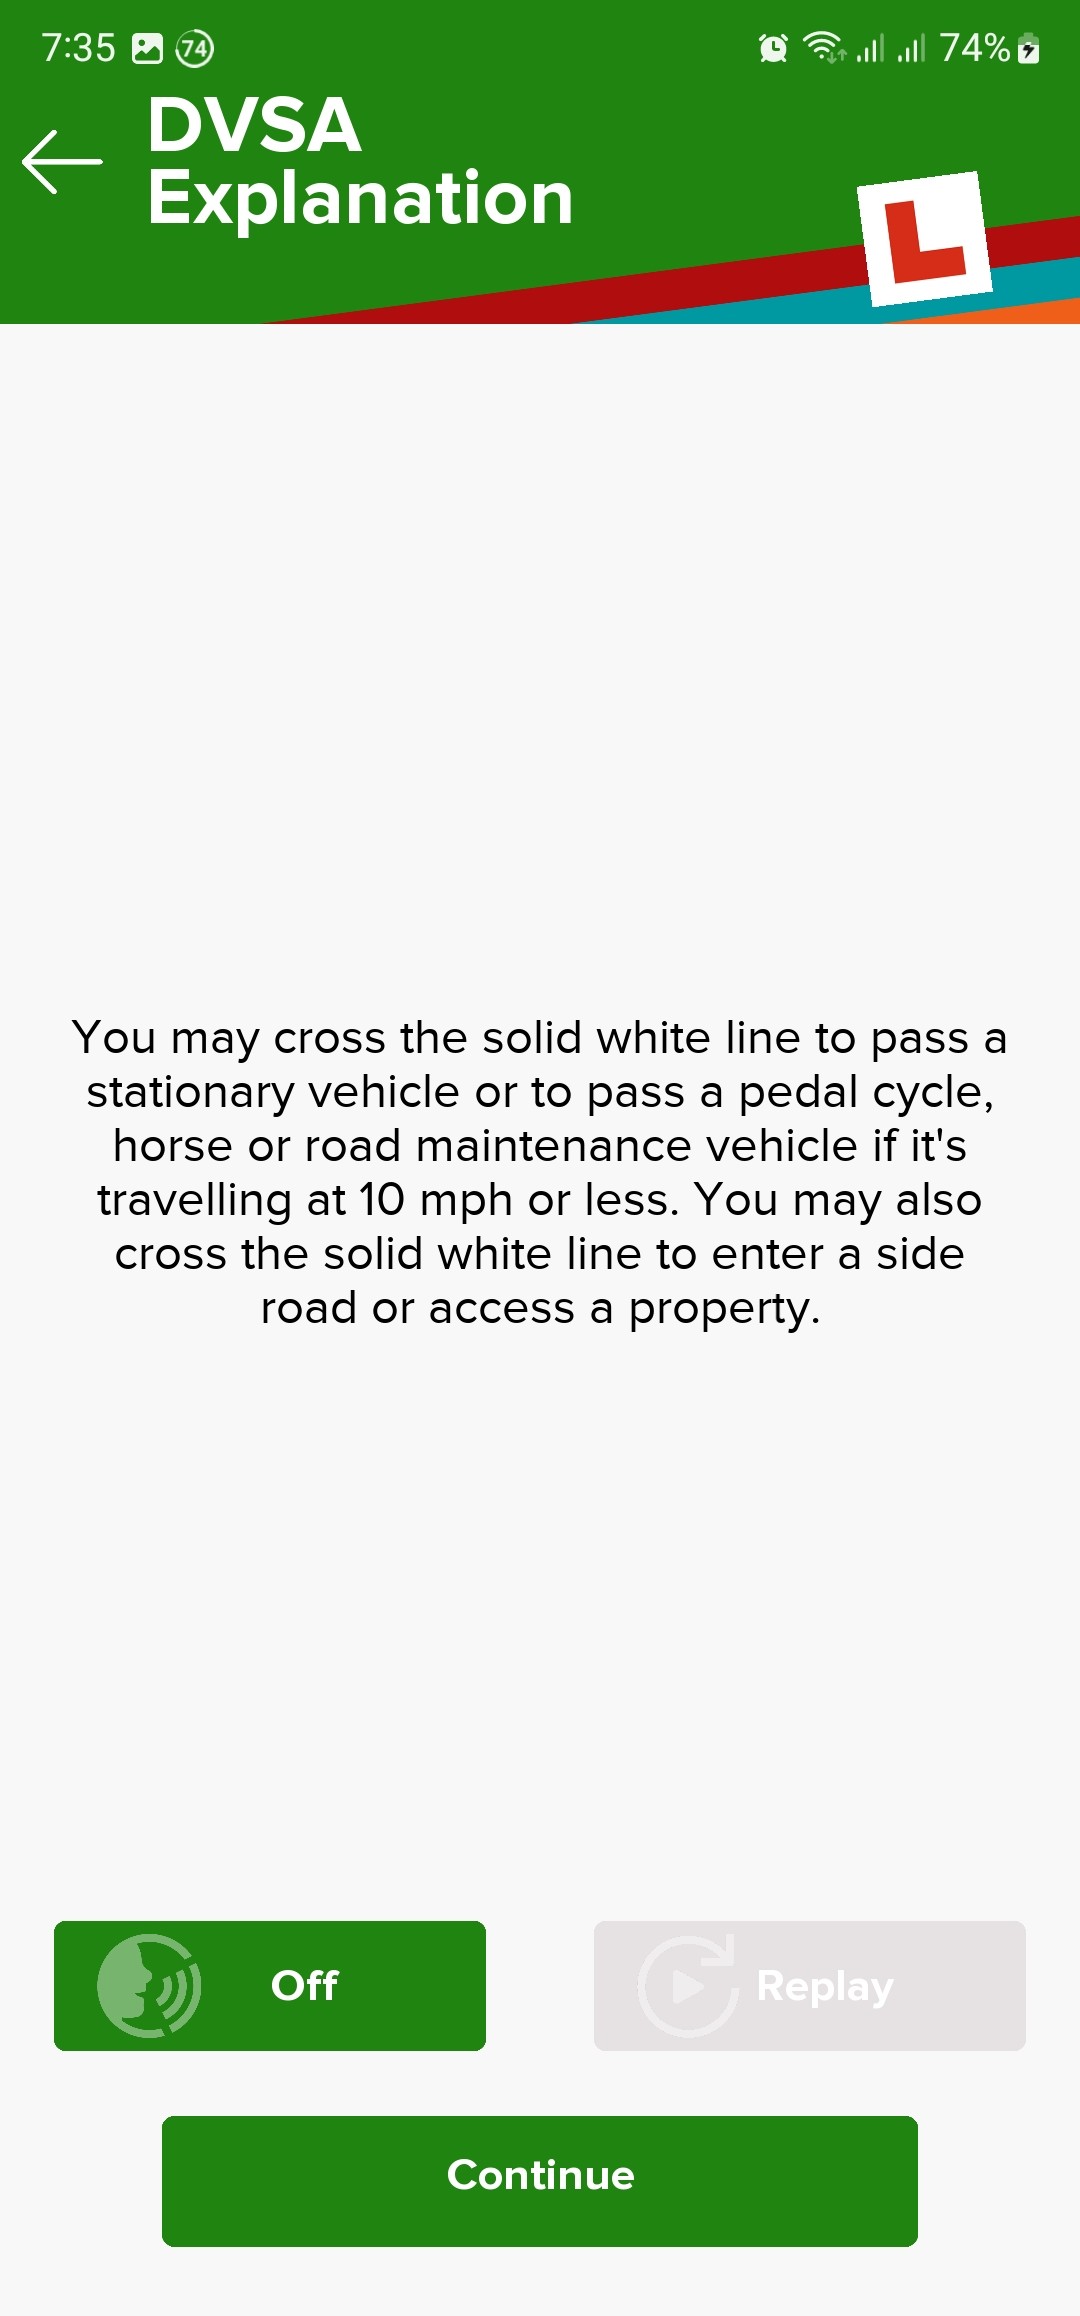 7:35 74 74%
DVSA
Explanation
L
You may cross the solid white line to pass a
stationary vehicle or to pass a pedal cycle,
horse or road maintenance vehicle if it's
travelling at 10 mph or less. You may also
cross the solid white line to enter a side
road or access a property.
Off
Replay
Continue